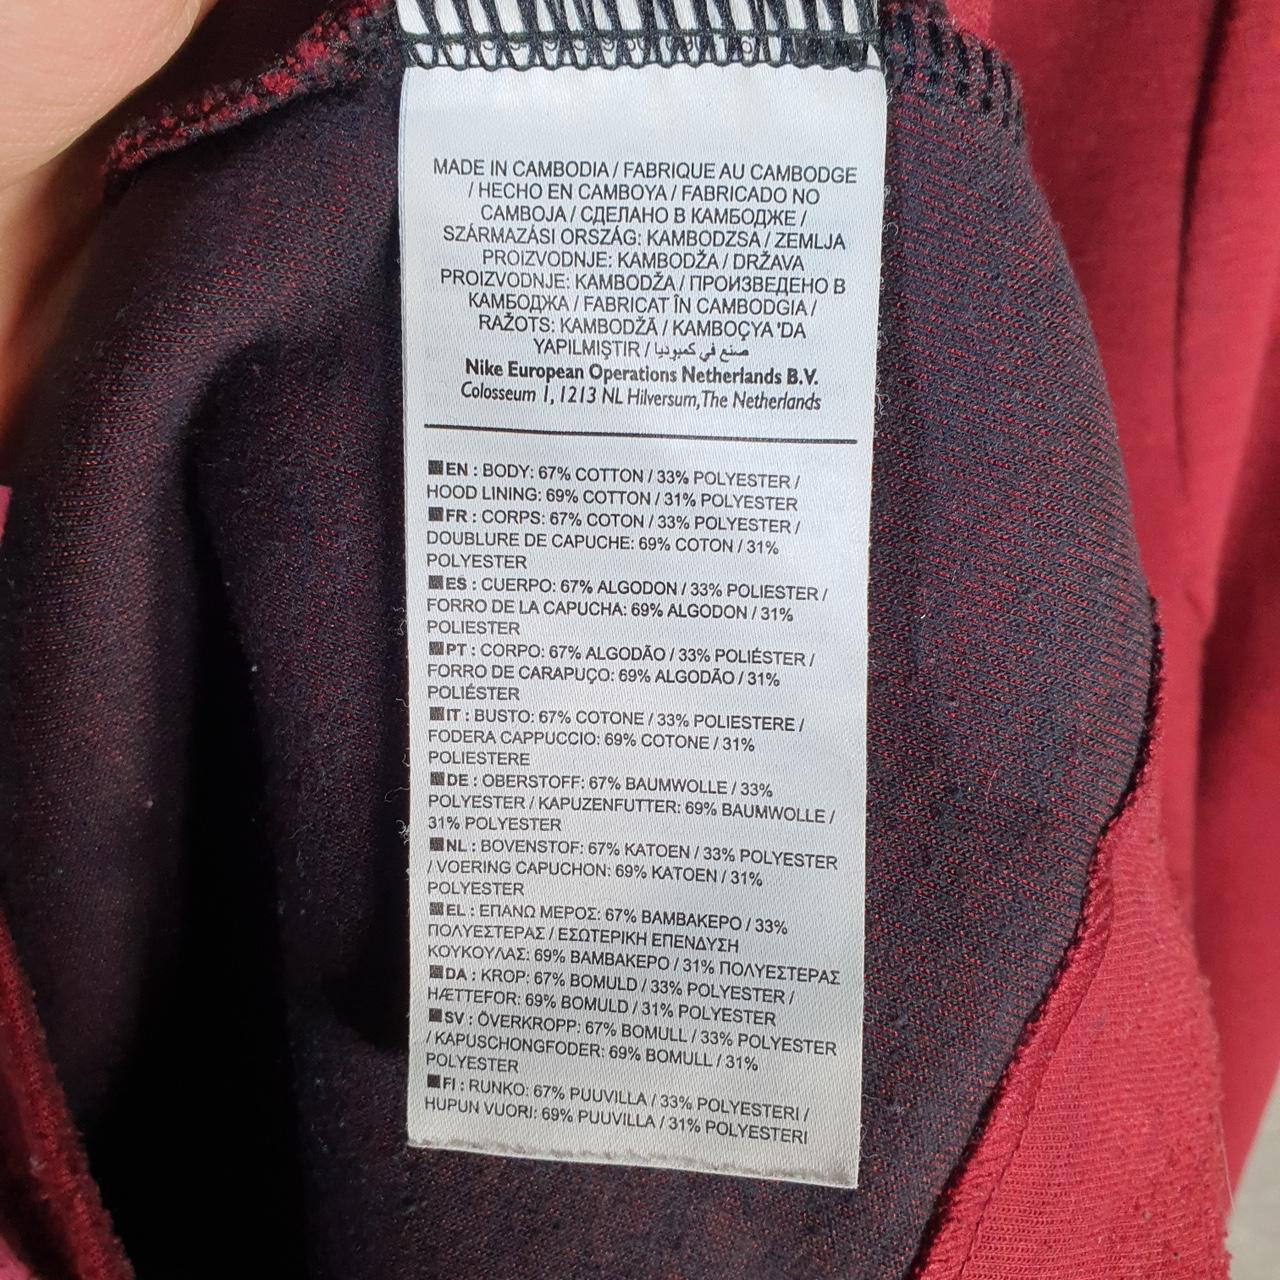 MADE IN CAMBODIA / FABRIQUE AU CAMBODGE
/ HECHO EN CAMBOYA / FABRICADO NO
CAMBOJA / СДЕЛАНО В КАМБОДЖЕ /
SZÁRMAZÁSI ORSZÁG: KAMBODZSA / ZEMLJA
PROIZVODNJE: KAMBODŽA / DRŽAVA
PROIZVODNJE: KAMBODŽA / ПРОИЗВЕДЕНО В
КАМБОДЖА / FABRICAT ÎN CAMBODGIA /
RAŽOTS: KAMBODŽĀ / KAMBOÇYA 'DA
YAPILMIŞTIR / صنع في كمبوديا
Nike European Operations Netherlands B.V.
Colosseum 1, 1213 NL Hilversum, The Netherlands
EN : BODY: 67% COTTON / 33% POLYESTER /
HOOD LINING: 69% COTTON / 31% POLYESTER
FR : CORPS: 67% COTON / 33% POLYESTER /
DOUBLURE DE CAPUCHE: 69% COTON / 31%
POLYESTER
ES : CUERPO: 67% ALGODON / 33% POLIESTER /
FORRO DE LA CAPUCHA: 69% ALGODON / 31%
POLIESTER
PT : CORPO: 67% ALGODÃO / 33% POLIÉSTER /
FORRO DE CARAPUÇO: 69% ALGODÃO / 31%
POLIÉSTER
IT : BUSTO: 67% COTONE / 33% POLIESTERE /
FODERA CAPPUCCIO: 69% COTONE / 31%
POLIESTERE
DE : OBERSTOFF: 67% BAUMWOLLE / 33%
POLYESTER / KAPUZENFUTTER: 69% BAUMWOLLE /
31% POLYESTER
NL : BOVENSTOF: 67% KATOEN / 33% POLYESTER
/ VOERING CAPUCHON: 69% KATOEN / 31%
POLYESTER
EL : ΕΠΑΝΩ ΜΕΡΟΣ: 67% ΒΑΜΒΑΚΕΡΟ / 33%
ΠΟΛΥΕΣΤΕΡΑΣ / ΕΣΩΤΕΡΙΚΗ ΕΠΕΝΔΥΣΗ
ΚΟΥΚΟΥΛΑΣ: 69% ΒΑΜΒΑΚΕΡΟ / 31% ΠΟΛΥΕΣΤΕΡΑΣ
DA : KROP: 67% BOMULD / 33% POLYESTER /
HÆTTEFOR: 69% BOMULD / 31% POLYESTER
SV : ÖVERKROPP: 67% BOMULL / 33% POLYESTER
/ KAPUSCHONGFODER: 69% BOMULL / 31%
POLYESTER
FI : RUNKO: 67% PUUVILLA / 33% POLYESTERI /
HUPUN VUORI: 69% PUUVILLA / 31% POLYESTERI